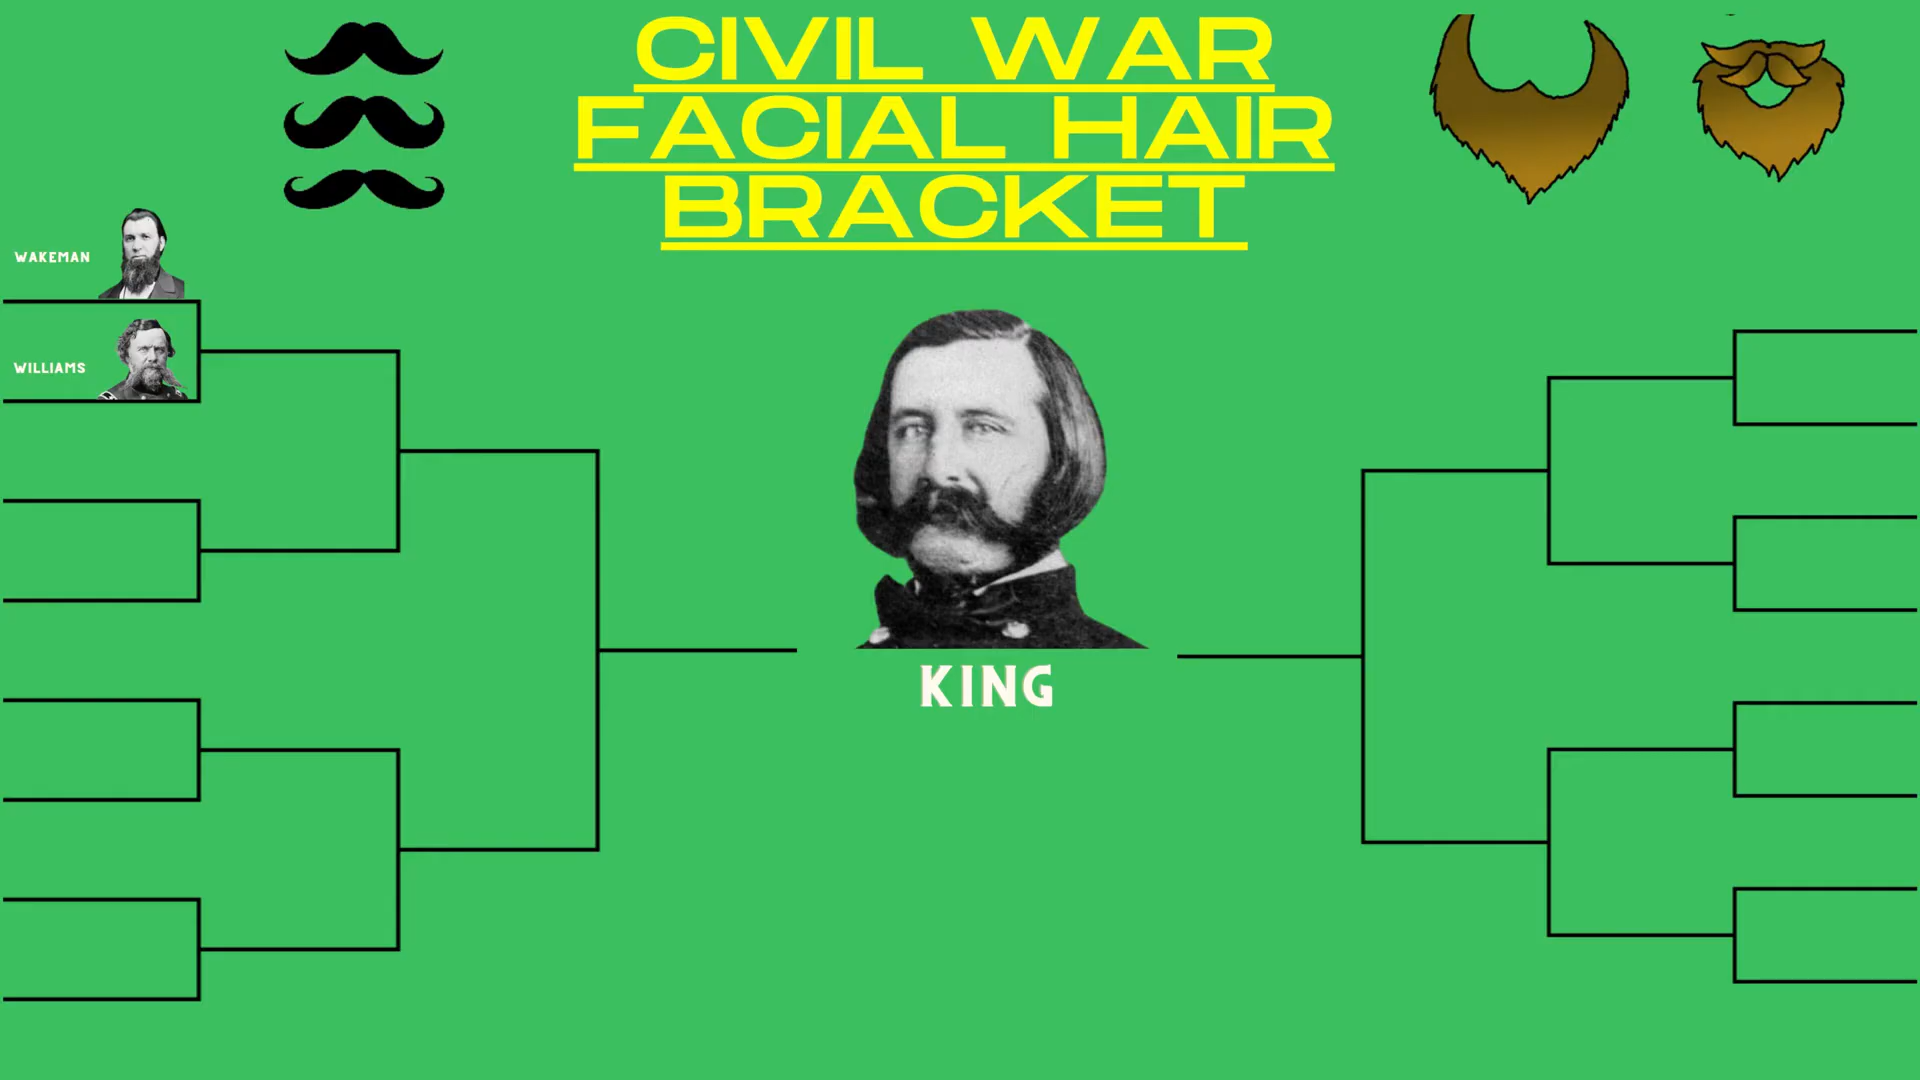 CIVIL WAR
FACIAL HAIR
BRACKET
WAKEMAN
WILLIAMS
KING